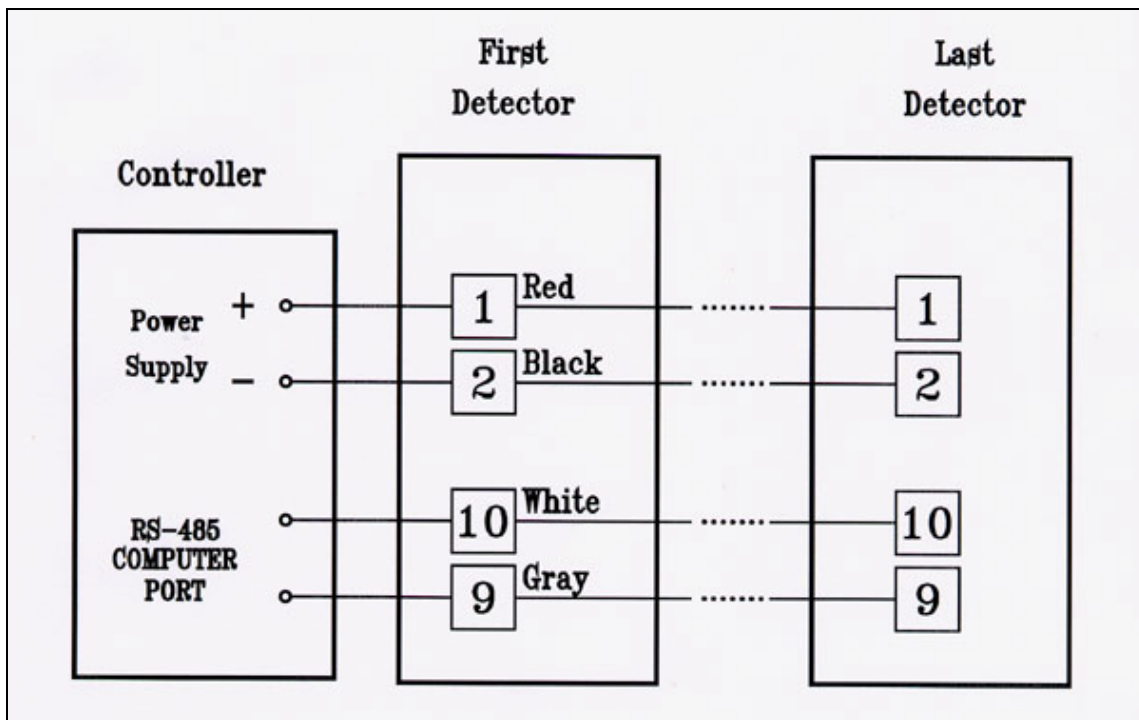 First
Detector
Last
Detector
Controller
Power
Supply
+
−
RS-485
COMPUTER
PORT
1
Red
2
Black
10
White
9
Gray
1
2
10
9